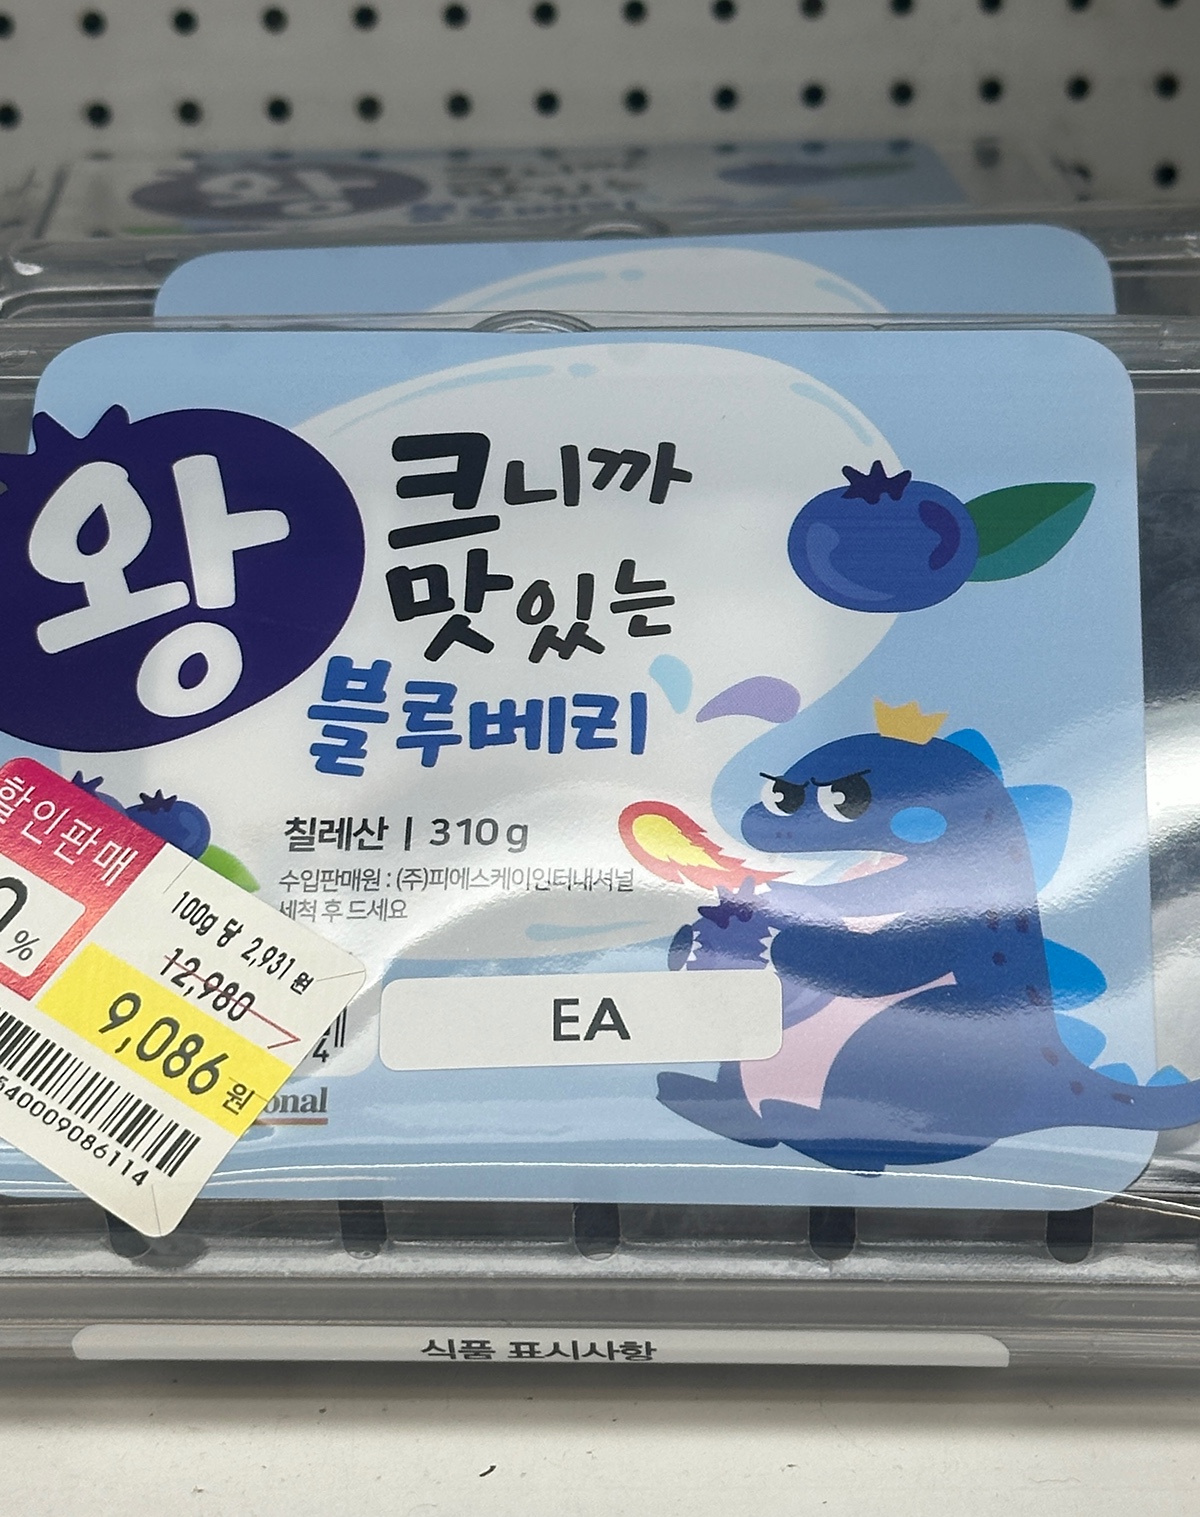 왕
크니까
맛있는
블루베리
칠레산 | 310g
수입판매원 : (주)피에스케이인터내셔널
세척 후 드세요
EA
할인판매
%
100g 당 2,931 원
12,980
9,086 원
540009086114
4
onal
식품 표시사항